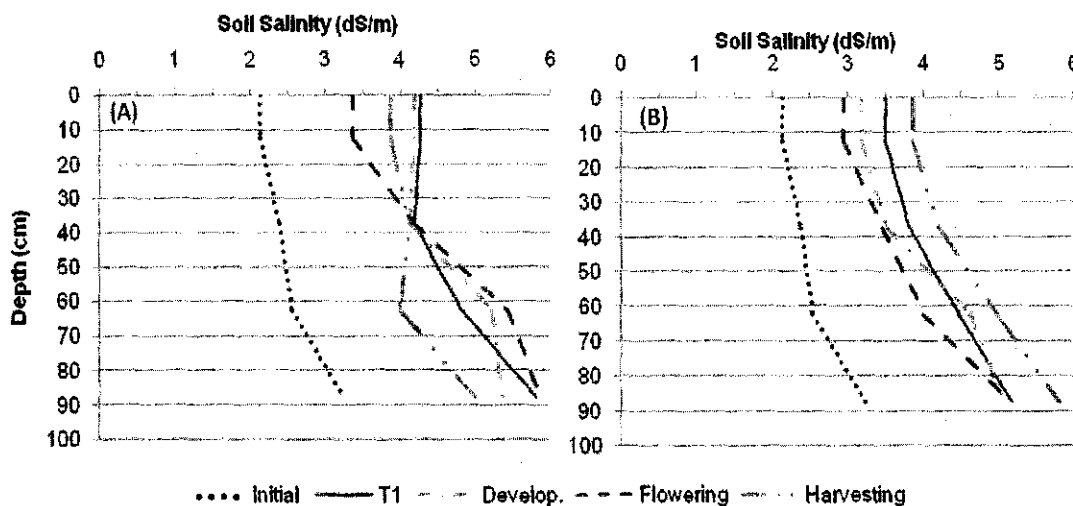 Soil Salinity (dS/m)
0 1 2 3 4 5 6
Depth (cm)
0
10
20
30
40
50
60
70
80
90
100
(A)
Soil Salinity (dS/m)
0 1 2 3 4 5 6
0
10
20
30
40
50
60
70
80
90
100
(B)
Initial T1 Develop. Flowering Harvesting